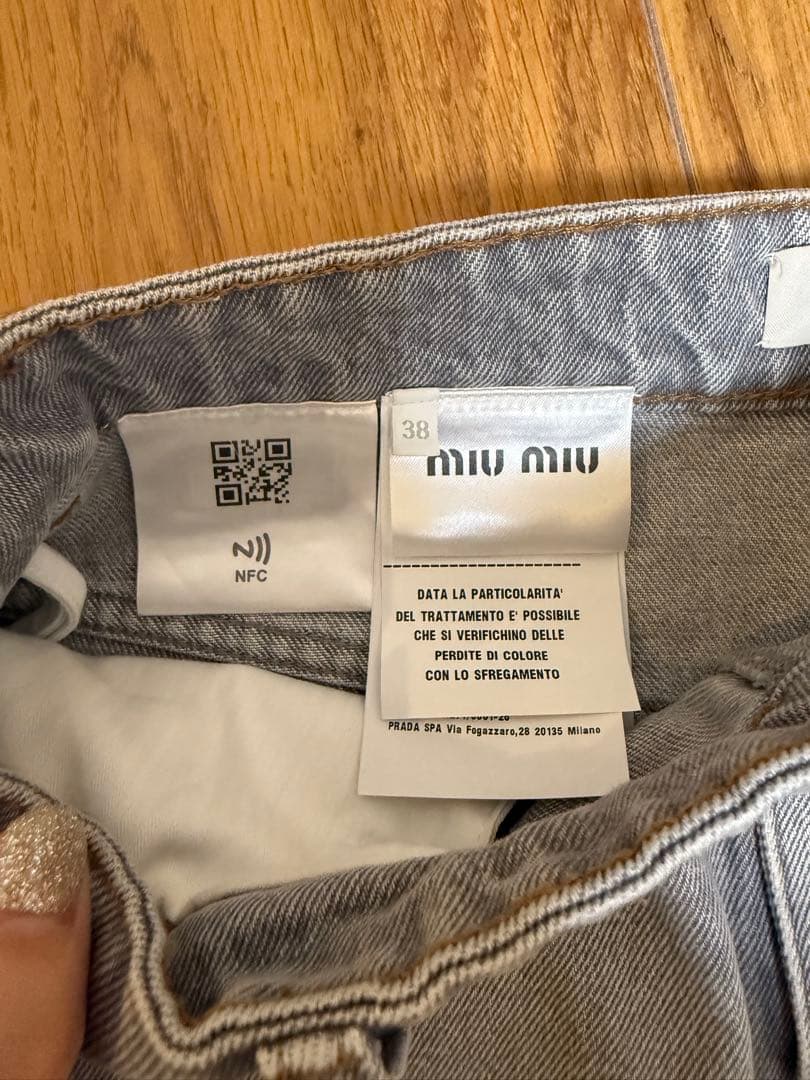 NFC
38
MIU MIU
DATA LA PARTICOLARITA'
DEL TRATTAMENTO E' POSSIBILE
CHE SI VERIFICHINO DELLE
PERDITE DI COLORE
CON LO SFREGAMENTO
PRADA SPA Via Fogazzaro,28 20135 Milano